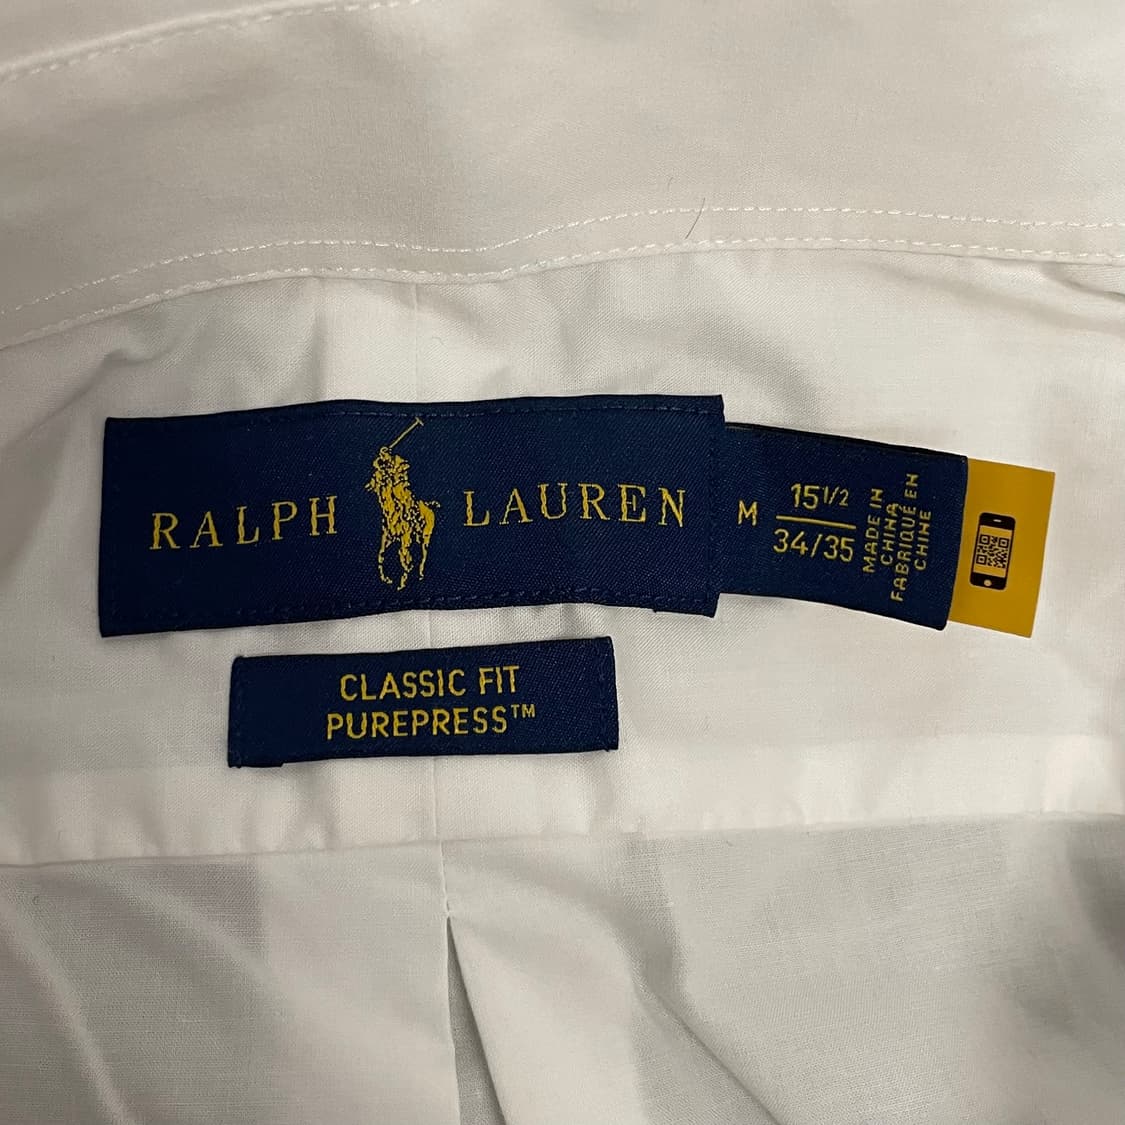 RALPH LAUREN
M
15 1/2
34/35
MADE IN
CHINA
FABRIQUÉ EN
CHINE
CLASSIC FIT
PUREPRESS™